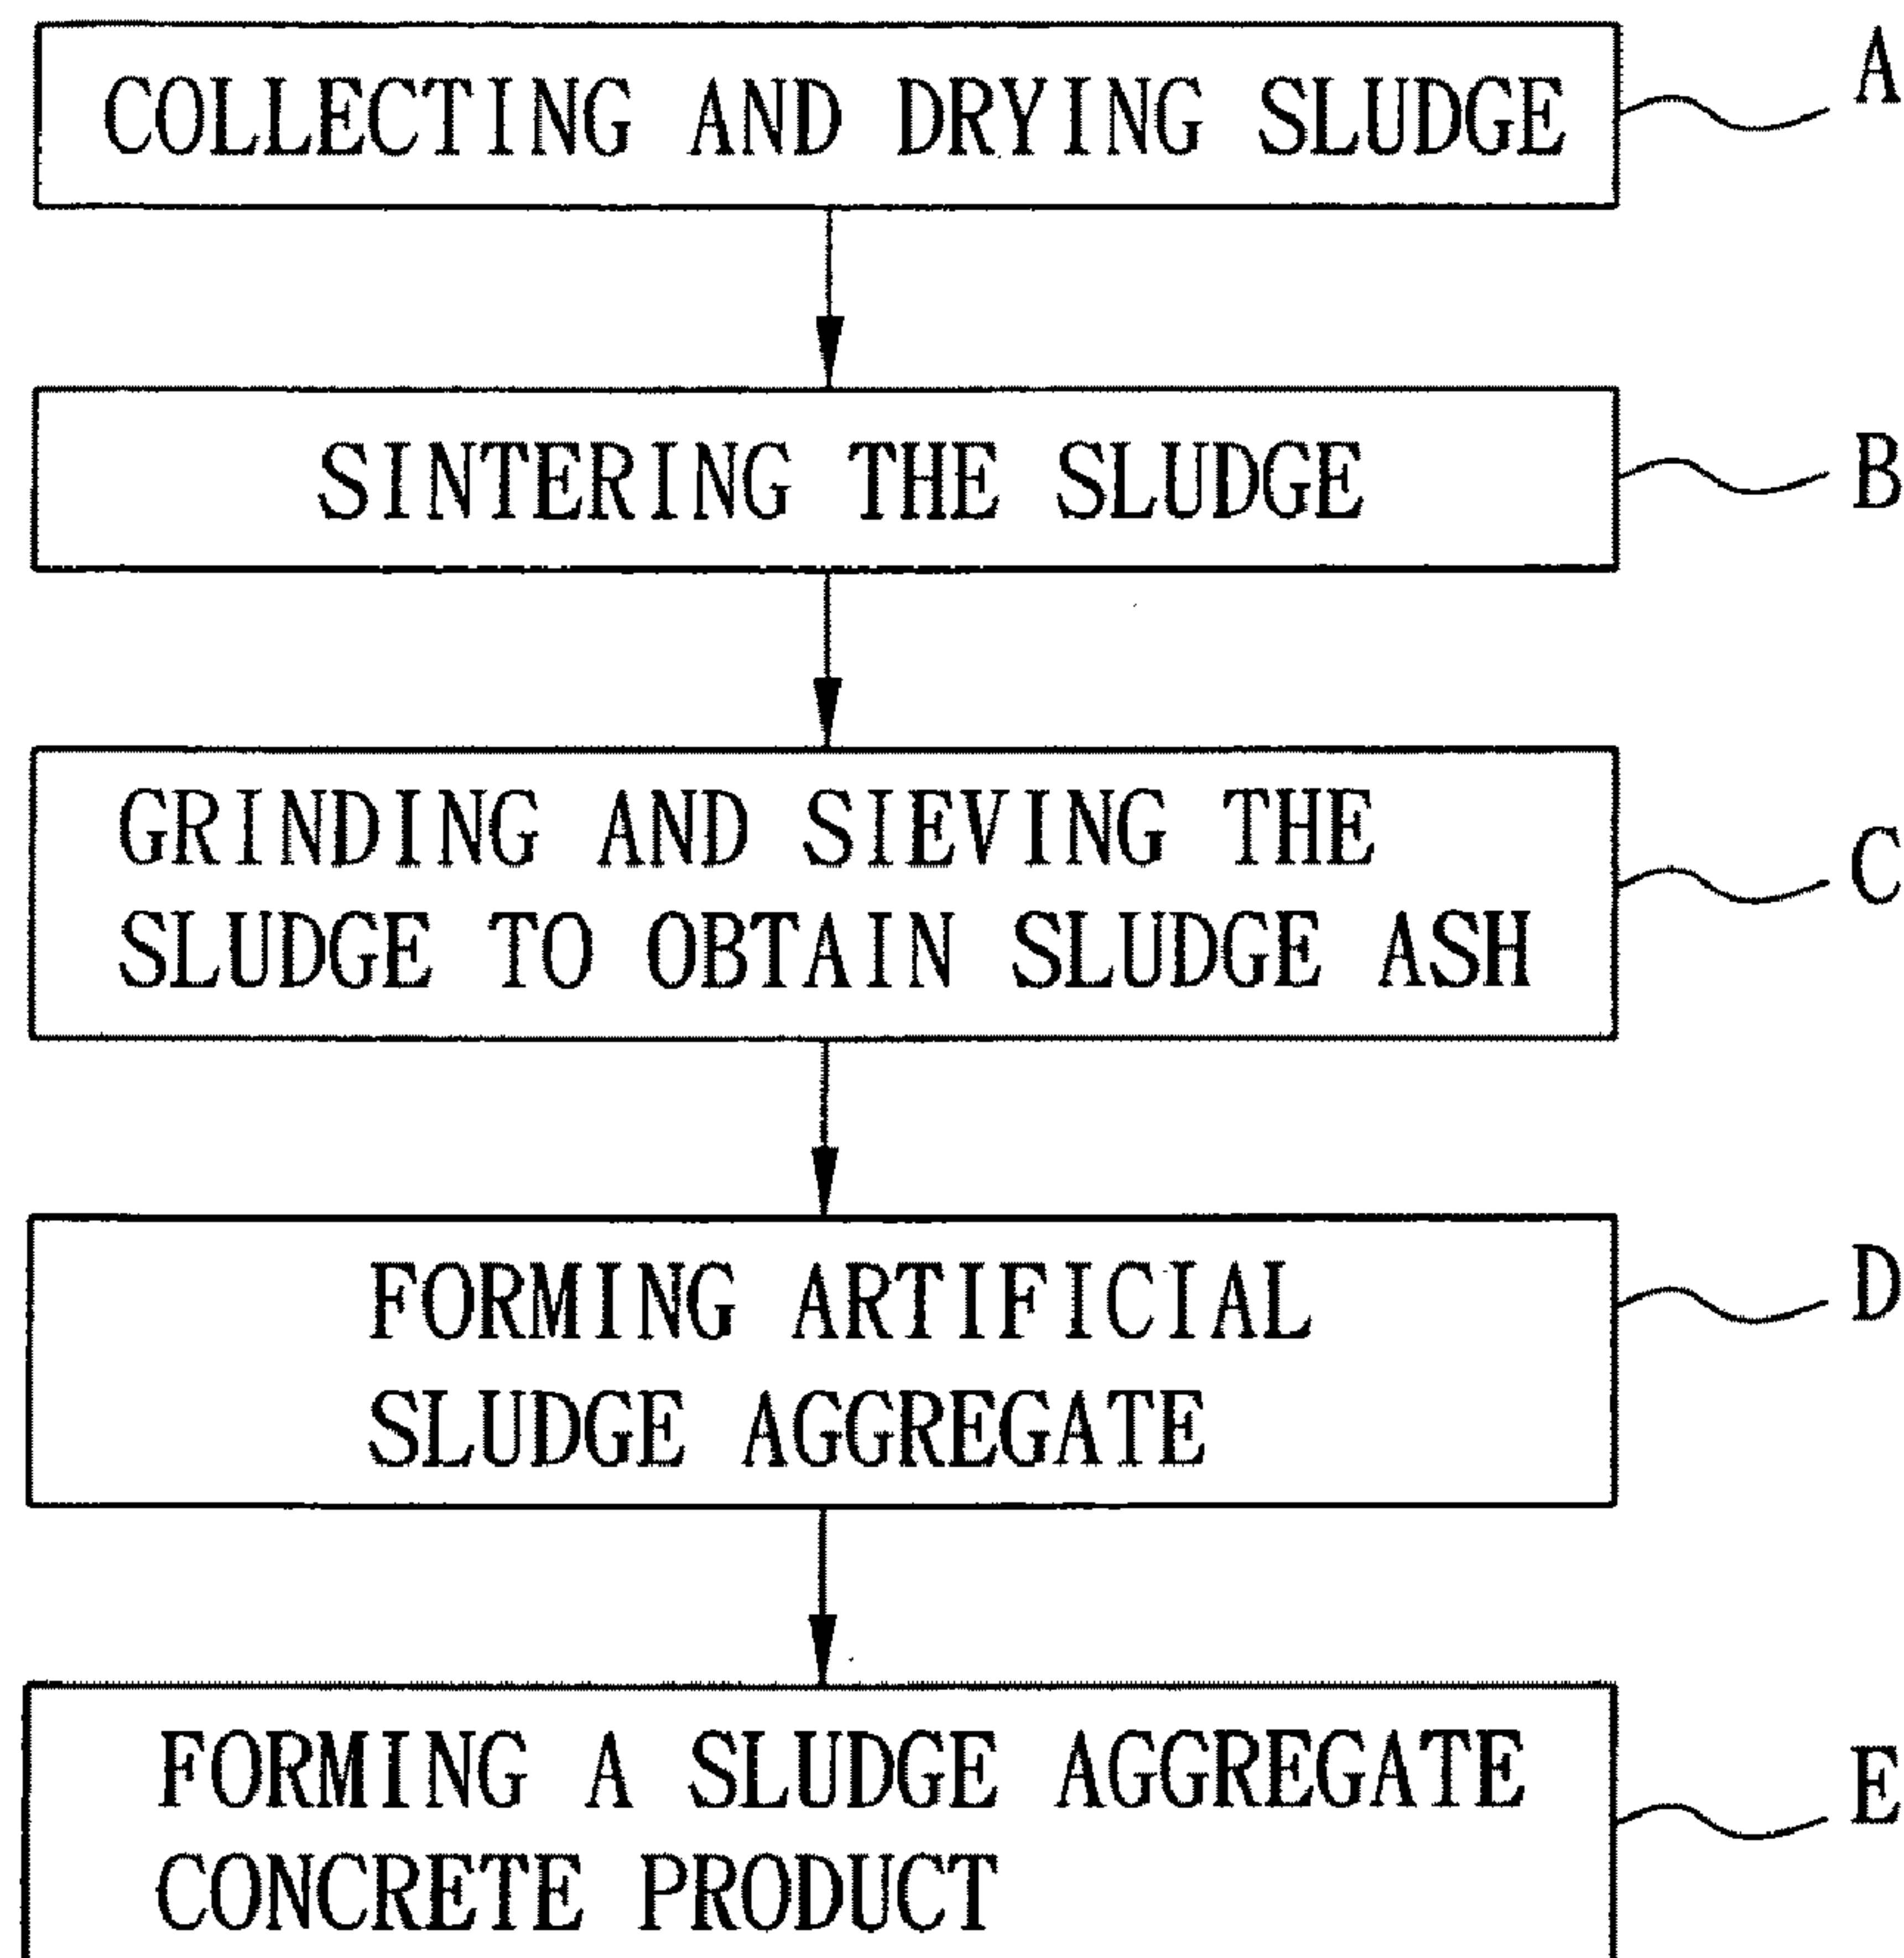 COLLECTING AND DRYING SLUDGE
A
SINTERING THE SLUDGE
B
GRINDING AND SIEVING THE
SLUDGE TO OBTAIN SLUDGE ASH
C
FORMING ARTIFICIAL
SLUDGE AGGREGATE
D
FORMING A SLUDGE AGGREGATE
CONCRETE PRODUCT
E